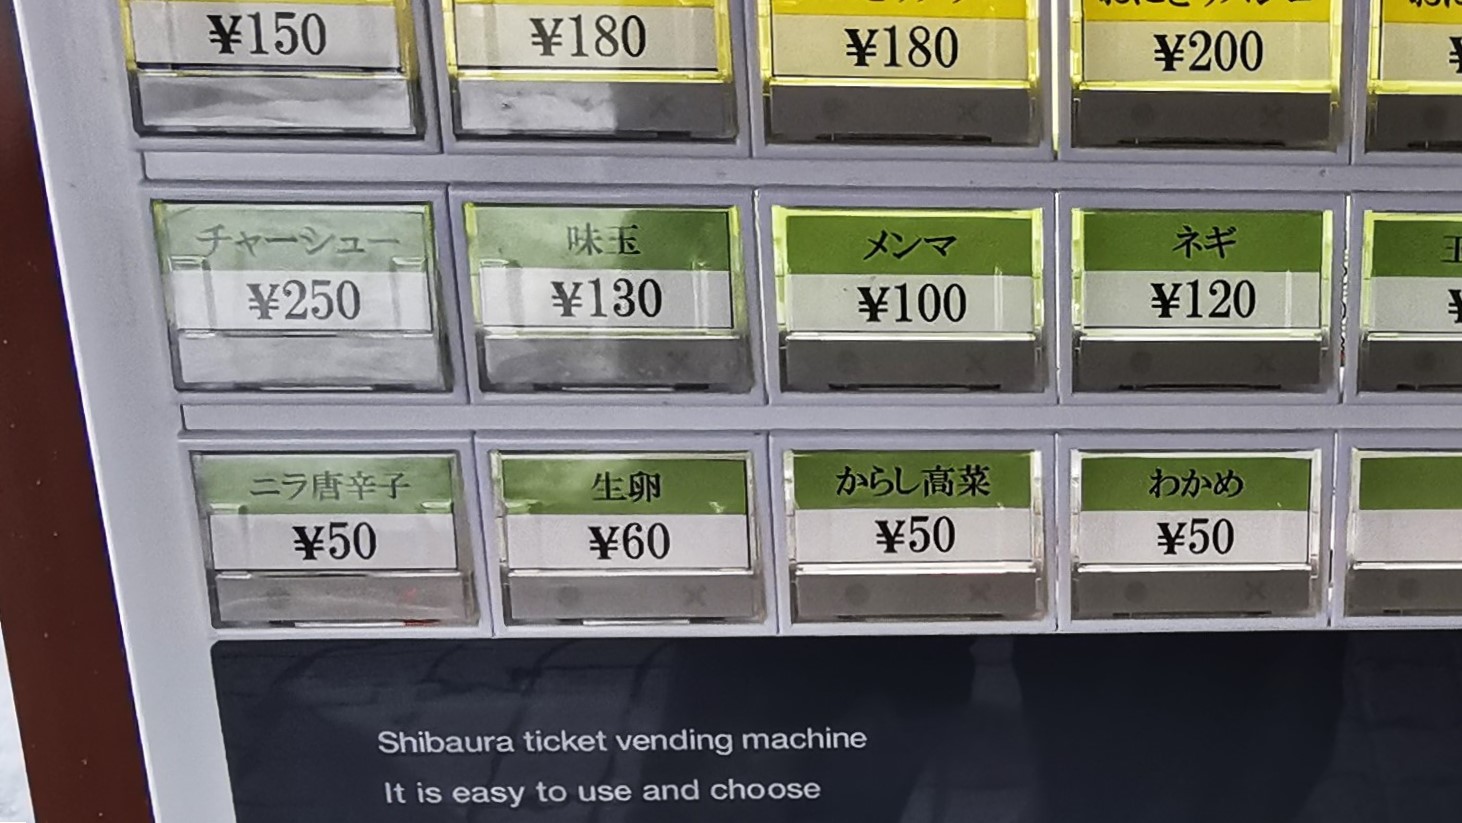 ¥150 ¥180 ¥180 ¥200
チャーシュー 味玉 メンマ ネギ
¥250 ¥130 ¥100 ¥120
ニラ唐辛子 生卵 からし高菜 わかめ
¥50 ¥60 ¥50 ¥50
Shibaura ticket vending machine
It is easy to use and choose